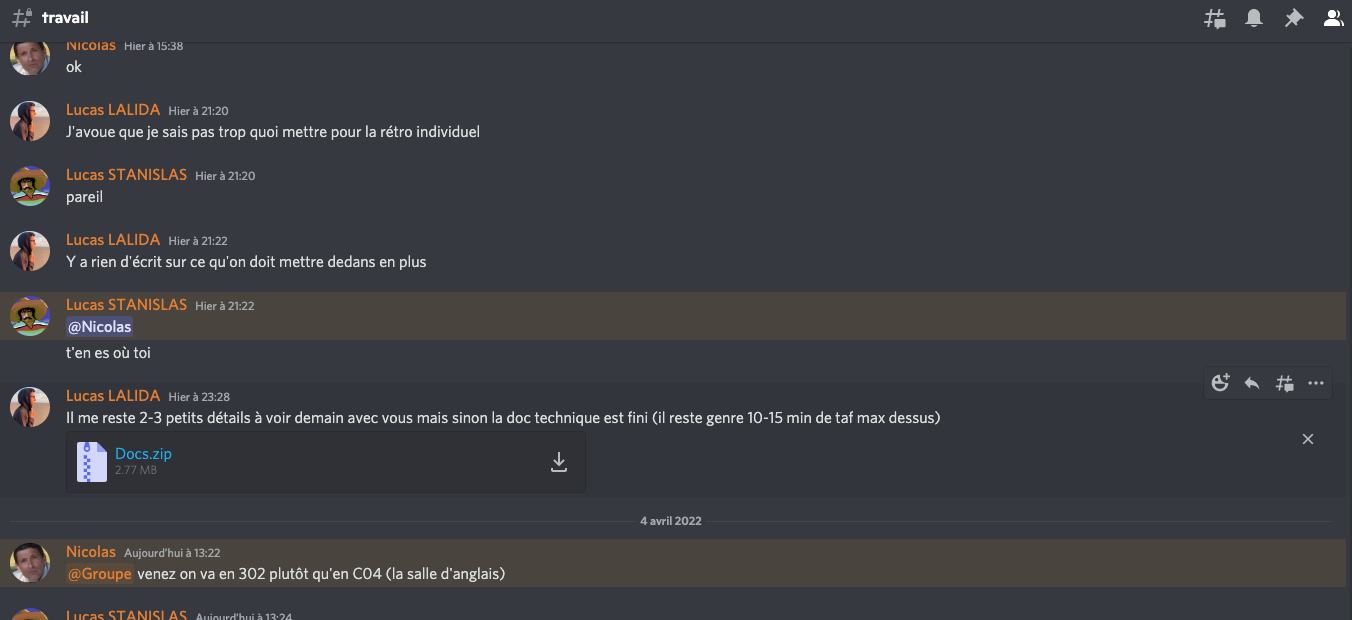 travail
Nicolas Hier à 15:38
ok
Lucas LALIDA Hier à 21:20
J'avoue que je sais pas trop quoi mettre pour la rétro individuel
Lucas STANISLAS Hier à 21:20
pareil
Lucas LALIDA Hier à 21:22
Y a rien d'écrit sur ce qu'on doit mettre dedans en plus
Lucas STANISLAS Hier à 21:22
@Nicolas
t'en es où toi
Lucas LALIDA Hier à 23:28
Il me reste 2-3 petits détails à voir demain avec vous mais sinon la doc technique est fini (il reste genre 10-15 min de taf max dessus)
Docs.zip
2.77 MB
4 avril 2022
Nicolas Aujourd'hui à 13:22
@Groupe venez on va en 302 plutôt qu'en C04 (la salle d'anglais)
Lucas STANISLAS Aujourd'hui à 13:24